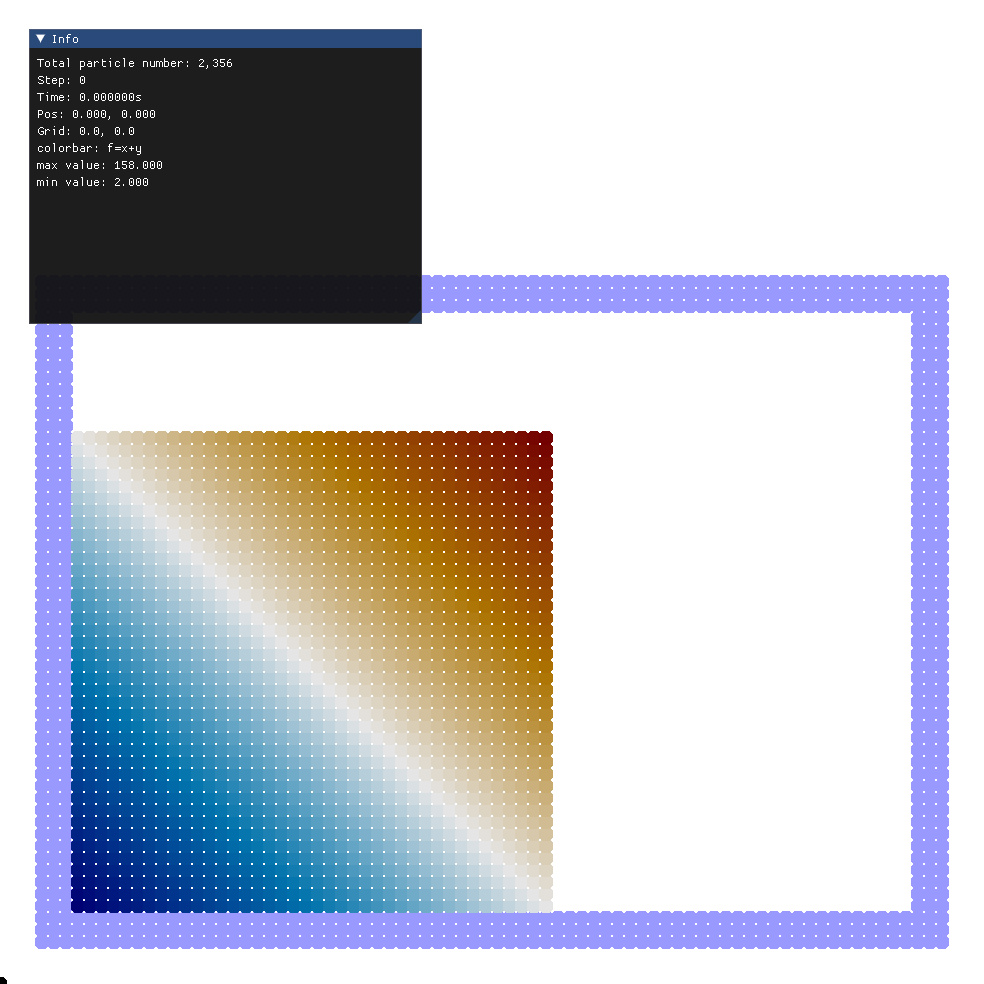 Info
Total particle number: 2,356
Step: 0
Time: 0.000000s
Pos: 0.000, 0.000
Grid: 0.0, 0.0
colorbar: f=x+y
max value: 158.000
min value: 2.000